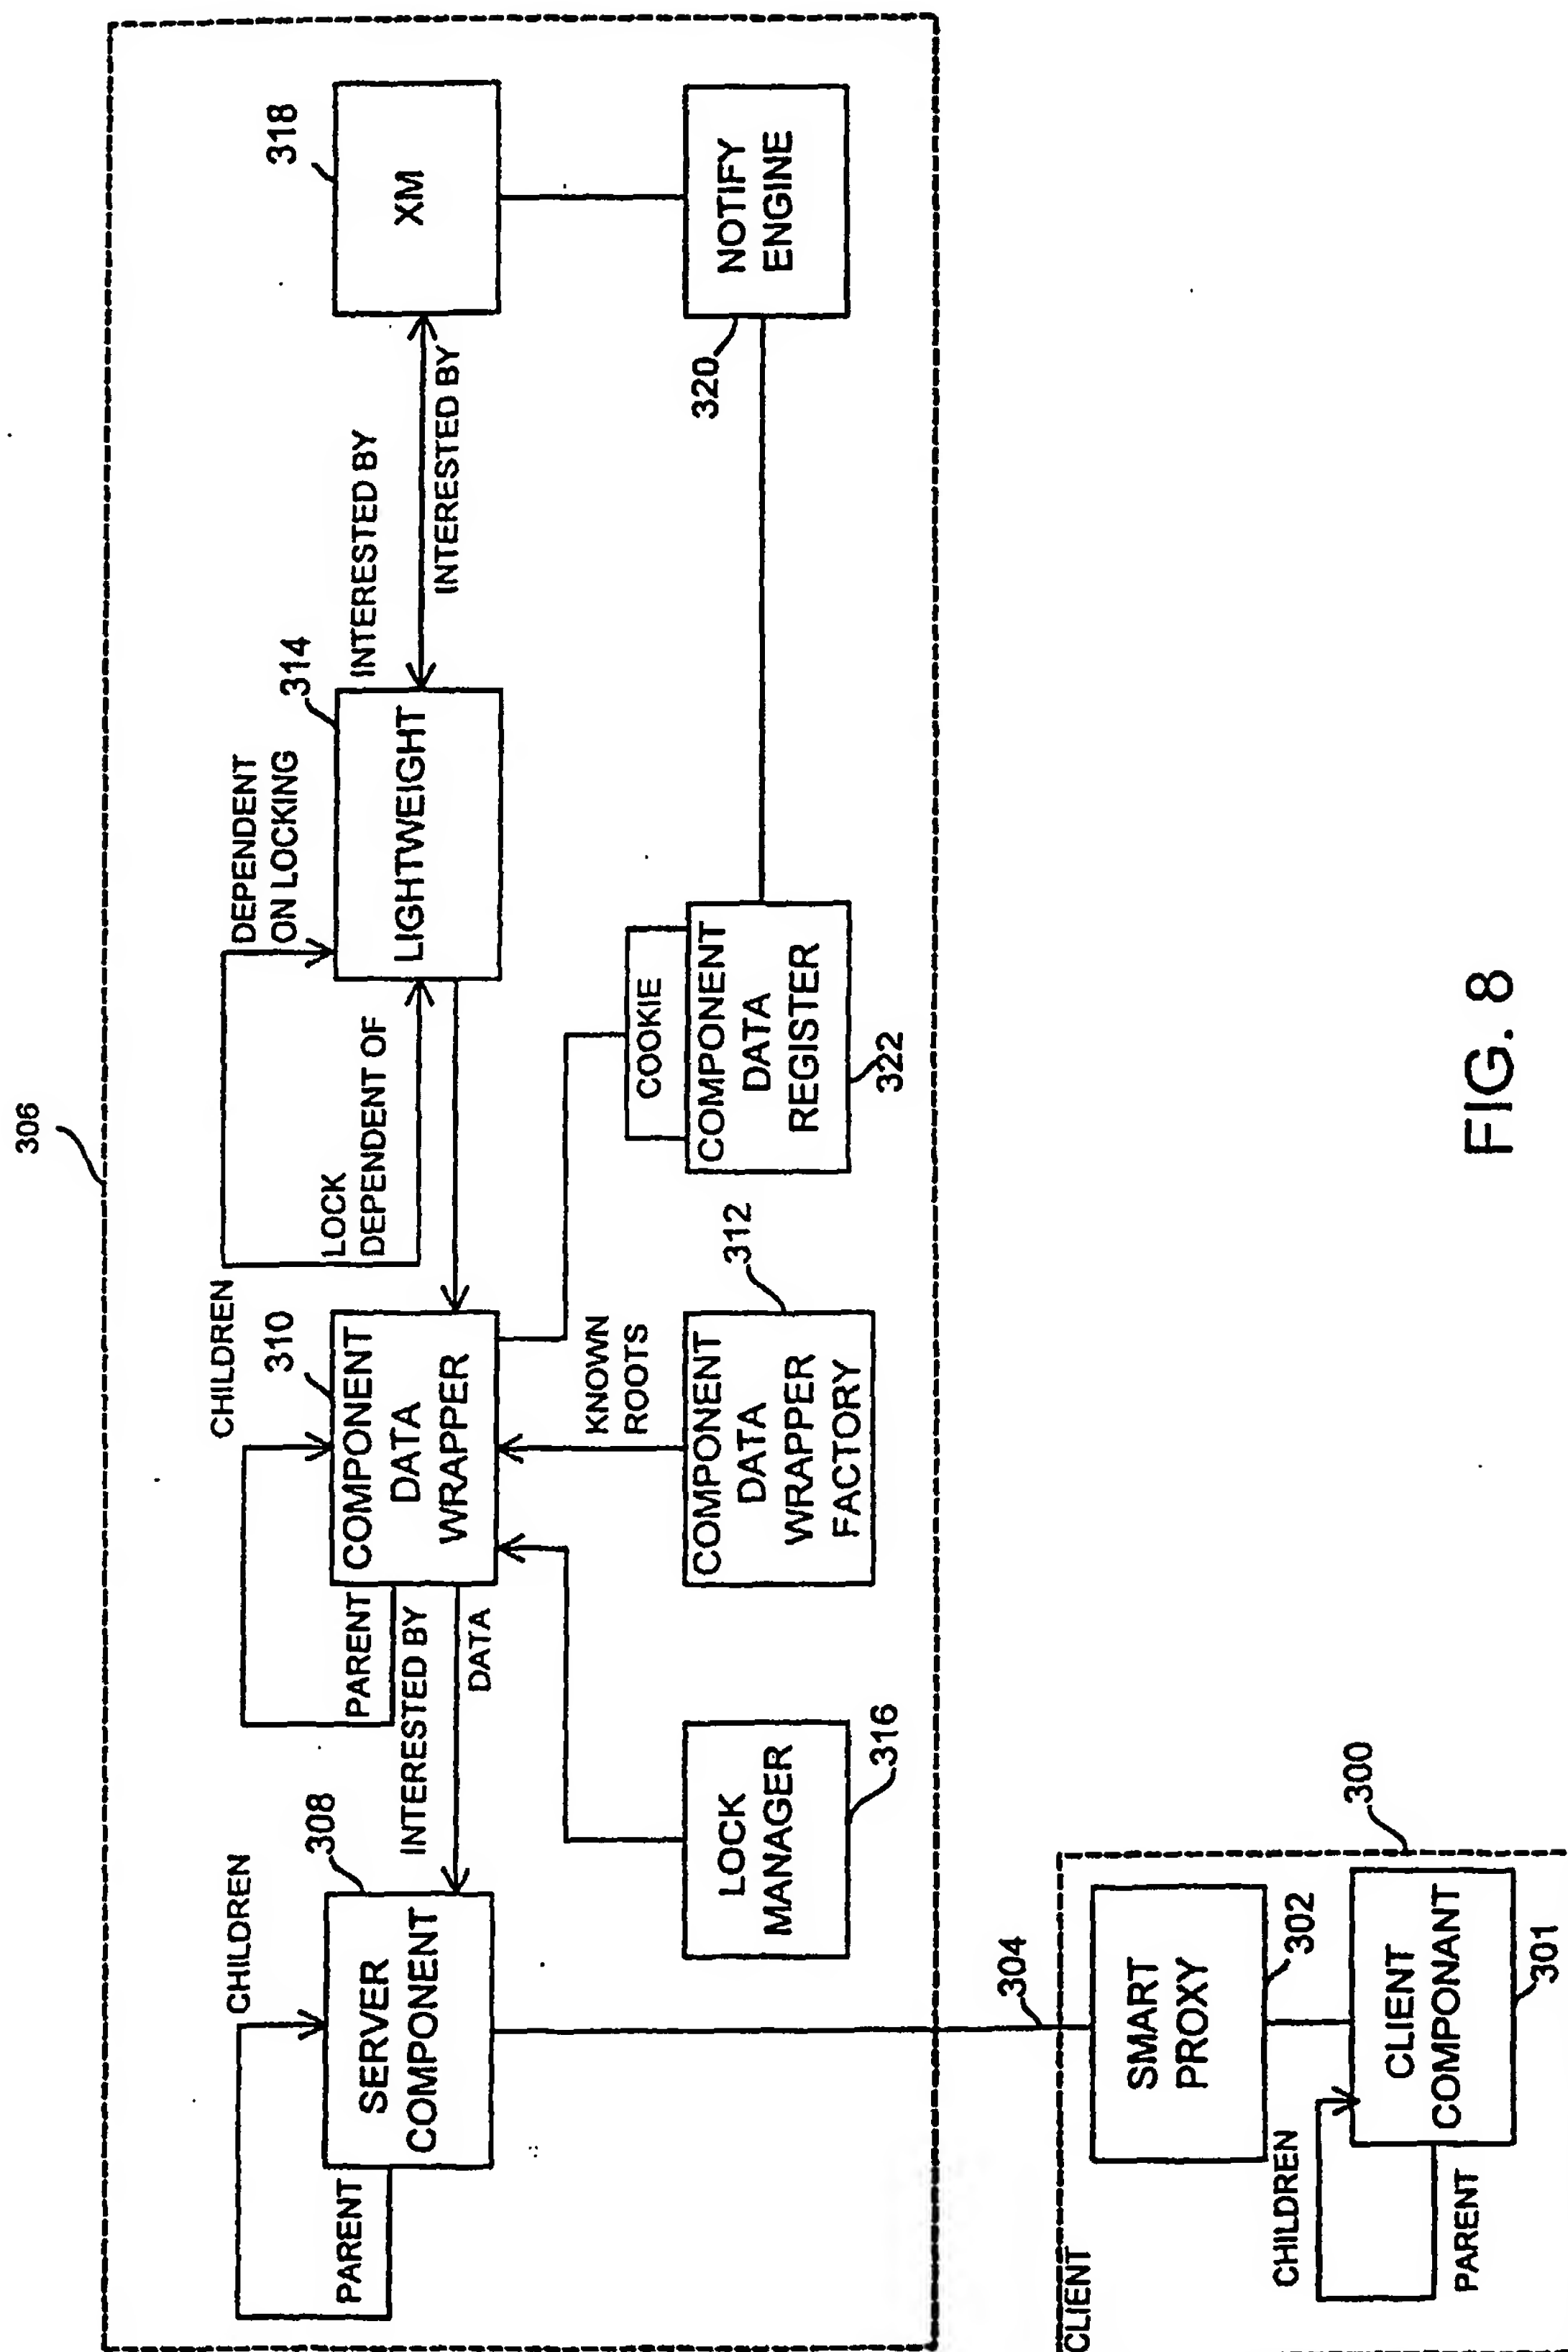 306
CHILDREN
PARENT
SERVER
COMPONENT
308
INTERESTED BY
DATA
CHILDREN
PARENT
COMPONENT
DATA
WRAPPER
310
LOCK
DEPENDENT OF
DEPENDENT
ON LOCKING
LIGHTWEIGHT
314
INTERESTED BY
INTERESTED BY
XM
318
LOCK
MANAGER
316
KNOWN
ROOTS
COMPONENT
DATA
WRAPPER
FACTORY
312
COOKIE
COMPONENT
DATA
REGISTER
322
NOTIFY
ENGINE
320
304
CLIENT
SMART
PROXY
302
300
CHILDREN
PARENT
CLIENT
COMPONANT
301
FIG. 8